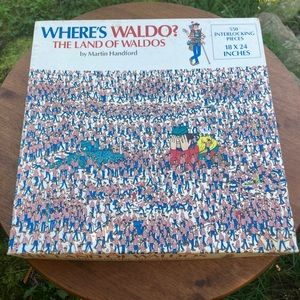 WHERE'S WALDO?
THE LAND OF WALDOS
by Martin Handford
550
INTERLOCKING
PIECES
18 X 24
INCHES